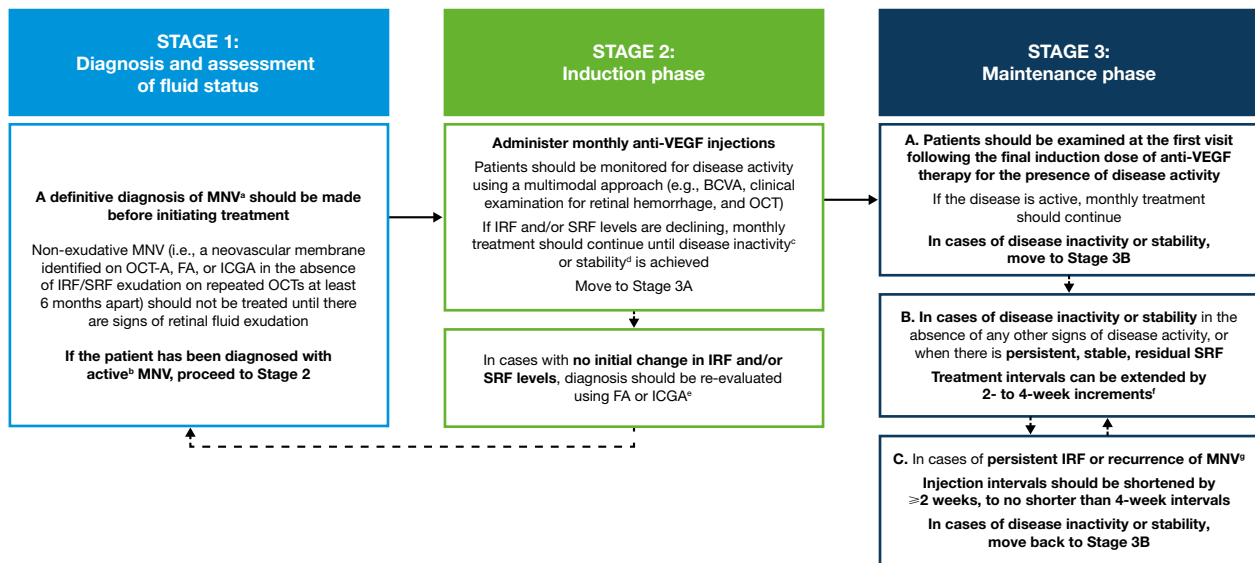 STAGE 1:
Diagnosis and assessment
of fluid status
A definitive diagnosis of MNVᵃ should be made
before initiating treatment
Non-exudative MNV (i.e., a neovascular membrane
identified on OCT-A, FA, or ICGA in the absence
of IRF/SRF exudation on repeated OCTs at least
6 months apart) should not be treated until there
are signs of retinal fluid exudation
If the patient has been diagnosed with
activeᵇ MNV, proceed to Stage 2
STAGE 2:
Induction phase
Administer monthly anti-VEGF injections
Patients should be monitored for disease activity
using a multimodal approach (e.g., BCVA, clinical
examination for retinal hemorrhage, and OCT)
If IRF and/or SRF levels are declining, monthly
treatment should continue until disease inactivityᶜ
or stabilityᵈ is achieved
Move to Stage 3A
In cases with no initial change in IRF and/or
SRF levels, diagnosis should be re-evaluated
using FA or ICGAᵉ
STAGE 3:
Maintenance phase
A. Patients should be examined at the first visit
following the final induction dose of anti-VEGF
therapy for the presence of disease activity
If the disease is active, monthly treatment
should continue
In cases of disease inactivity or stability,
move to Stage 3B
B. In cases of disease inactivity or stability in the
absence of any other signs of disease activity, or
when there is persistent, stable, residual SRF
Treatment intervals can be extended by
2- to 4-week incrementsᶠ
C. In cases of persistent IRF or recurrence of MNVᵍ
Injection intervals should be shortened by
⩾2 weeks, to no shorter than 4-week intervals
In cases of disease inactivity or stability,
move back to Stage 3B